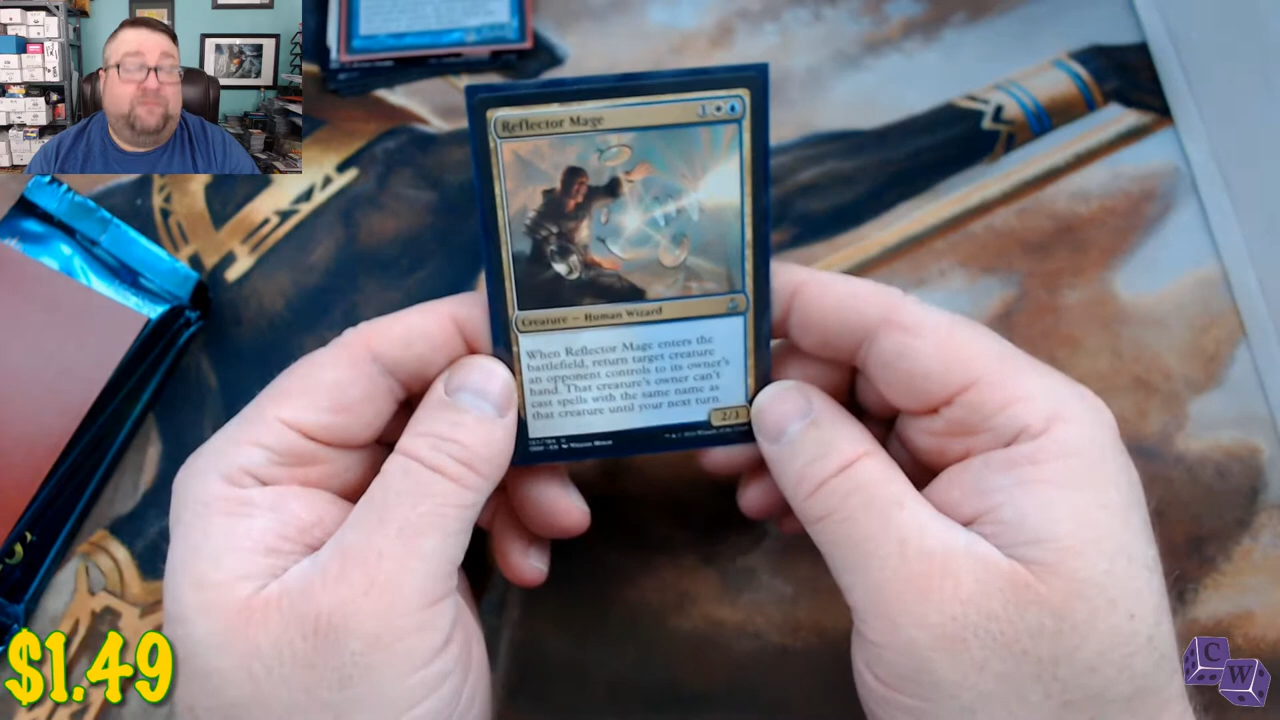 Reflector Mage
1
Creature — Human Wizard
When Reflector Mage enters the
battlefield, return target creature
an opponent controls to its owner's
hand. That creature's owner can't
cast spells with the same name as
that creature until your next turn.
2/3
$1.49
C
W